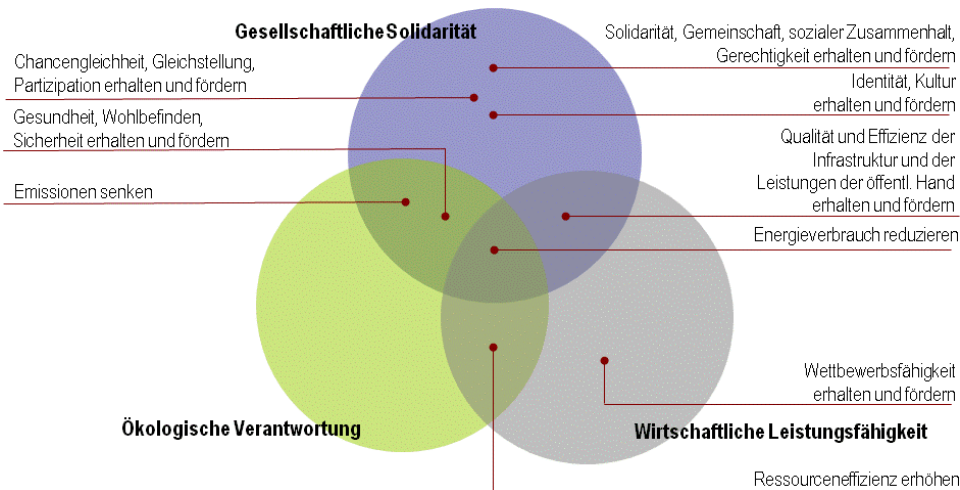 Gesellschaftliche Solidarität
Chancengleichheit, Gleichstellung,
Partizipation erhalten und fördern
Gesundheit, Wohlbefinden,
Sicherheit erhalten und fördern
Emissionen senken
Solidarität, Gemeinschaft, sozialer Zusammenhalt,
Gerechtigkeit erhalten und fördern
Identität, Kultur
erhalten und fördern
Qualität und Effizienz der
Infrastruktur und der
Leistungen der öffentl. Hand
erhalten und fördern
Energieverbrauch reduzieren
Wettbewerbsfähigkeit
erhalten und fördern
Ökologische Verantwortung
Wirtschaftliche Leistungsfähigkeit
Ressourceneffizienz erhöhen